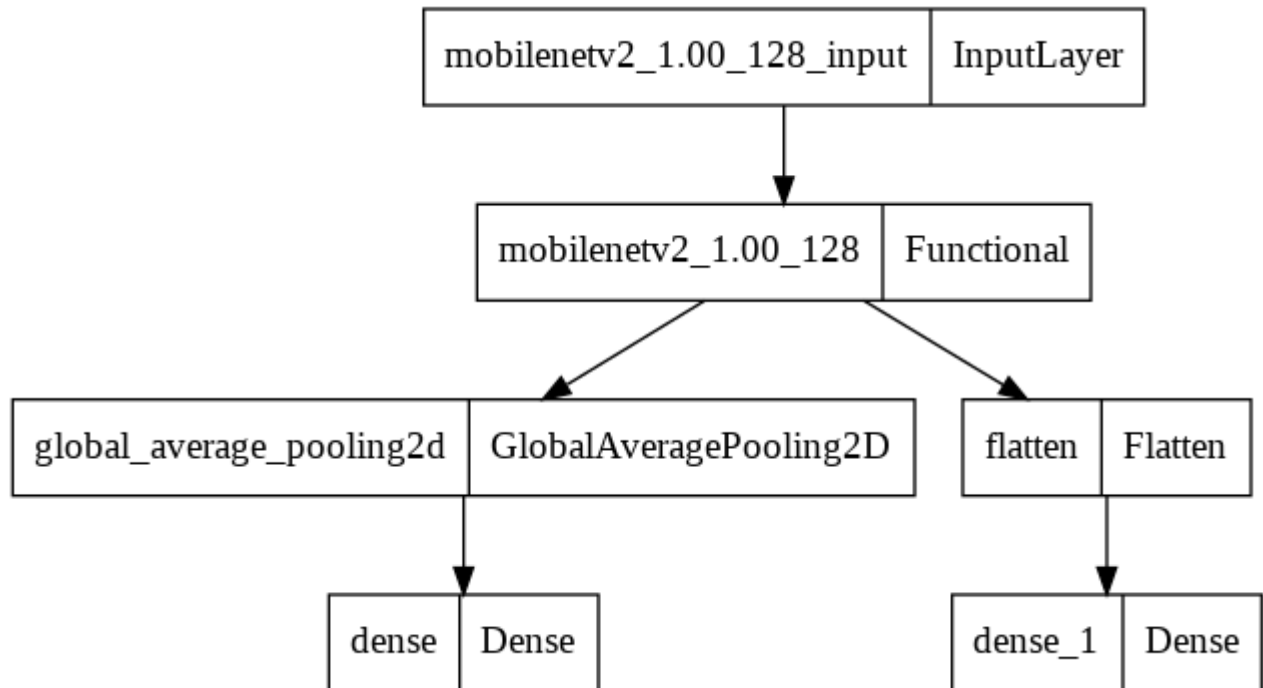 mobilenetv2_1.00_128_input InputLayer
mobilenetv2_1.00_128 Functional
global_average_pooling2d GlobalAveragePooling2D flatten Flatten
dense Dense dense_1 Dense